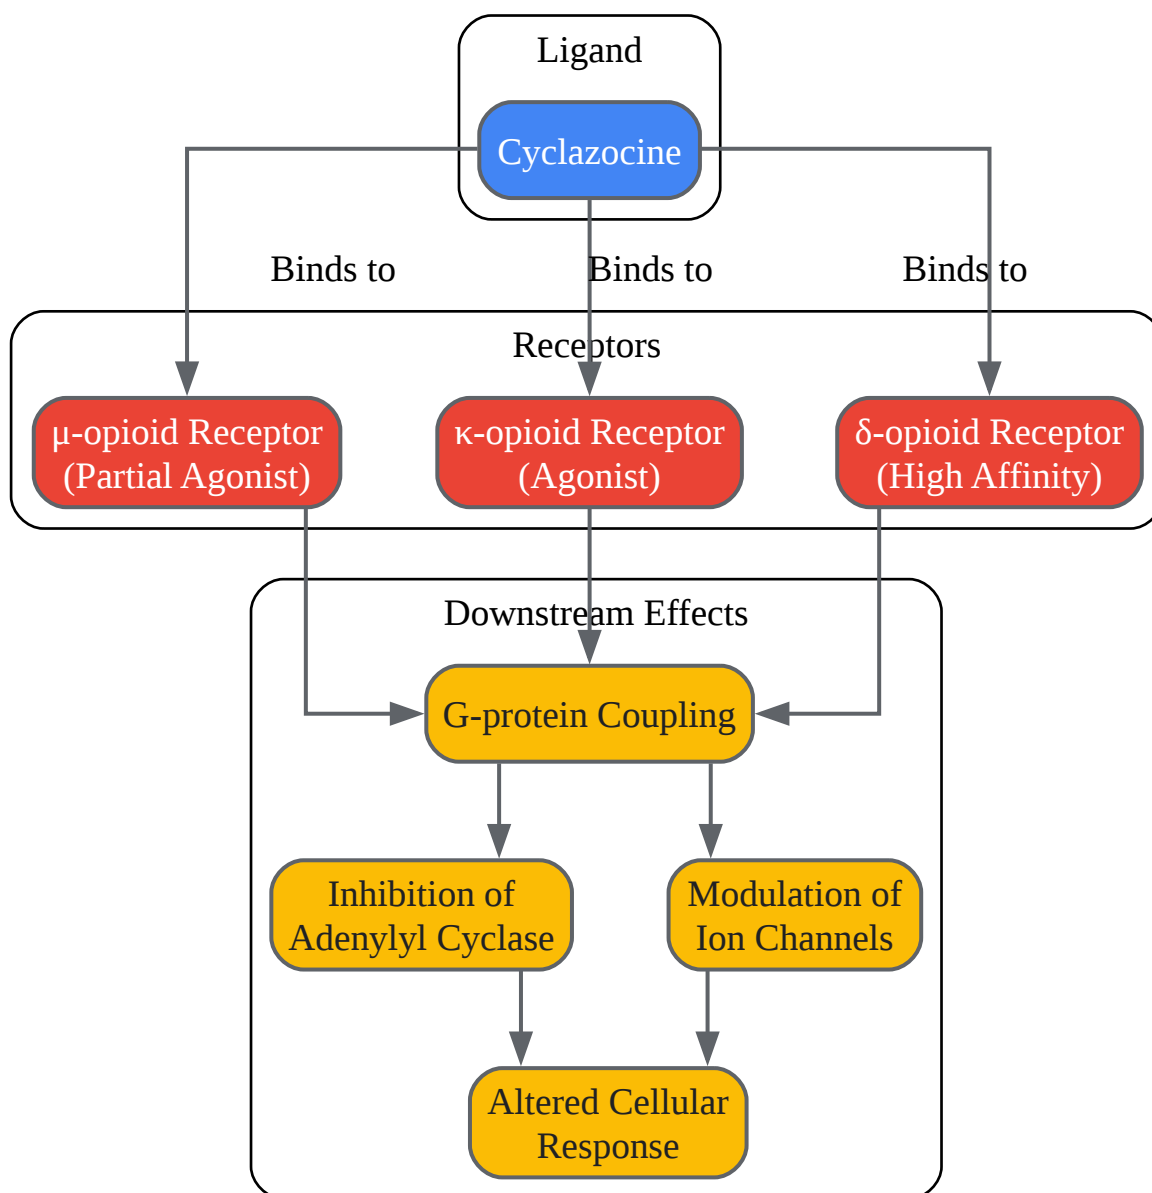 Ligand
Cyclazocine
Binds to
Binds to
Binds to
Receptors
μ-opioid Receptor
(Partial Agonist)
κ-opioid Receptor
(Agonist)
δ-opioid Receptor
(High Affinity)
Downstream Effects
G-protein Coupling
Inhibition of
Adenylyl Cyclase
Modulation of
Ion Channels
Altered Cellular
Response